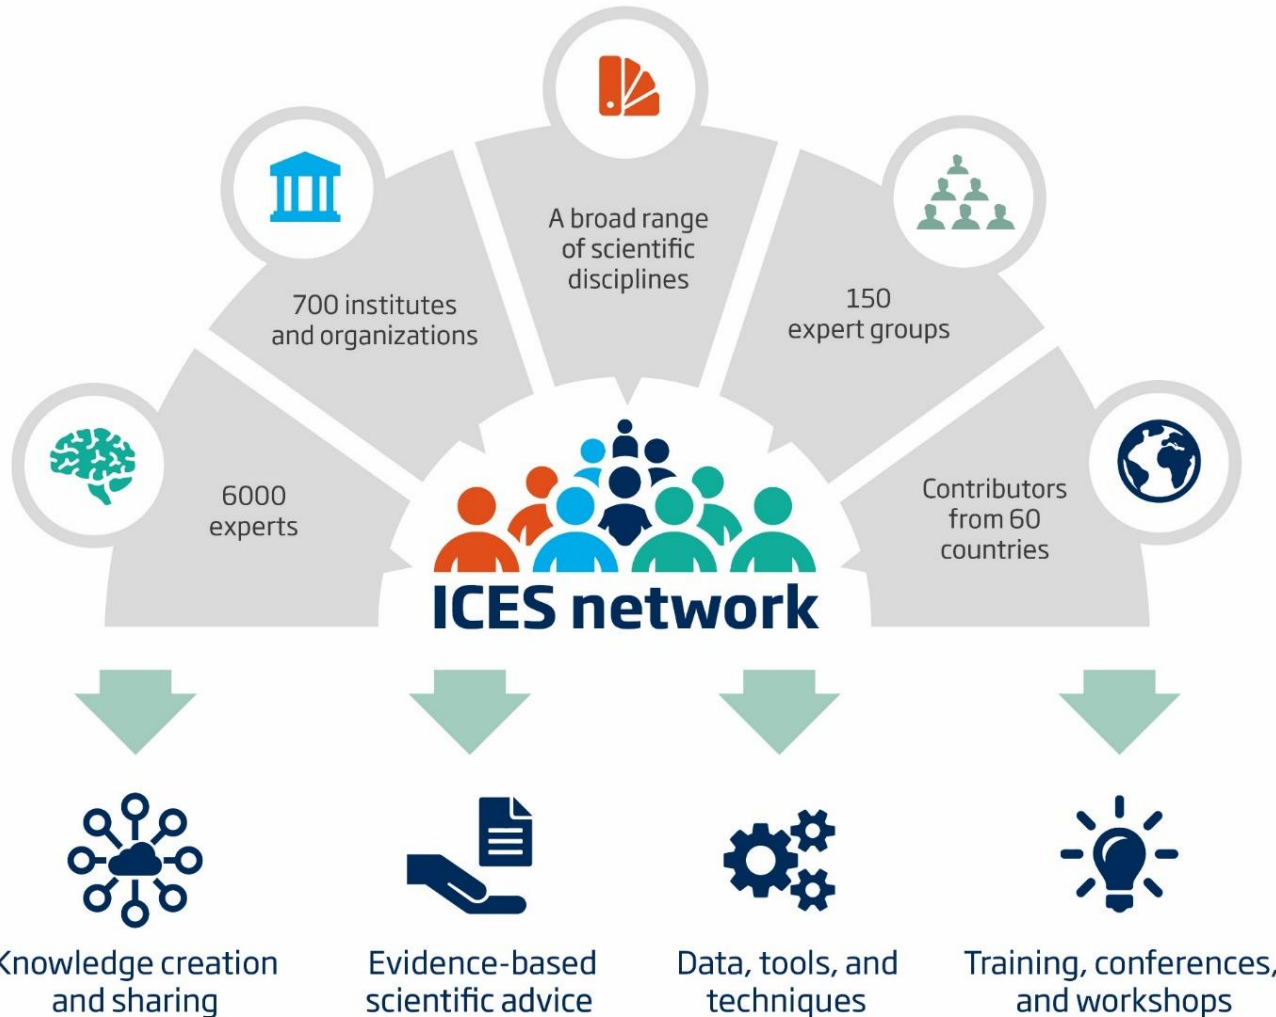 A broad range
of scientific
disciplines
700 institutes
and organizations
150
expert groups
6000
experts
Contributors
from 60
countries
ICES network
Knowledge creation
and sharing
Evidence-based
scientific advice
Data, tools, and
techniques
Training, conferences,
and workshops